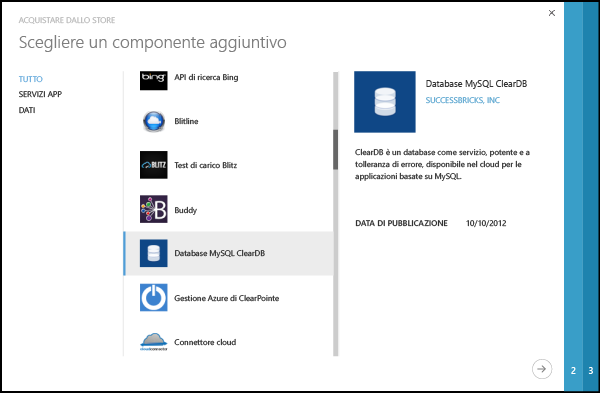 ACQUISTARE DALLO STORE
Scegliere un componente aggiuntivo
TUTTO
SERVIZI APP
DATI
bing
API di ricerca Bing
Blitline
BLITZ
Test di carico Blitz
B
Buddy
Database MySQL ClearDB
Gestione Azure di ClearPointe
cloudconnector
Connettore cloud
Database MySQL ClearDB
SUCCESSBRICKS, INC
ClearDB è un database come servizio, potente e a
tolleranza di errore, disponibile nel cloud per le
applicazioni basate su MySQL.
DATA DI PUBBLICAZIONE 10/10/2012
2 3